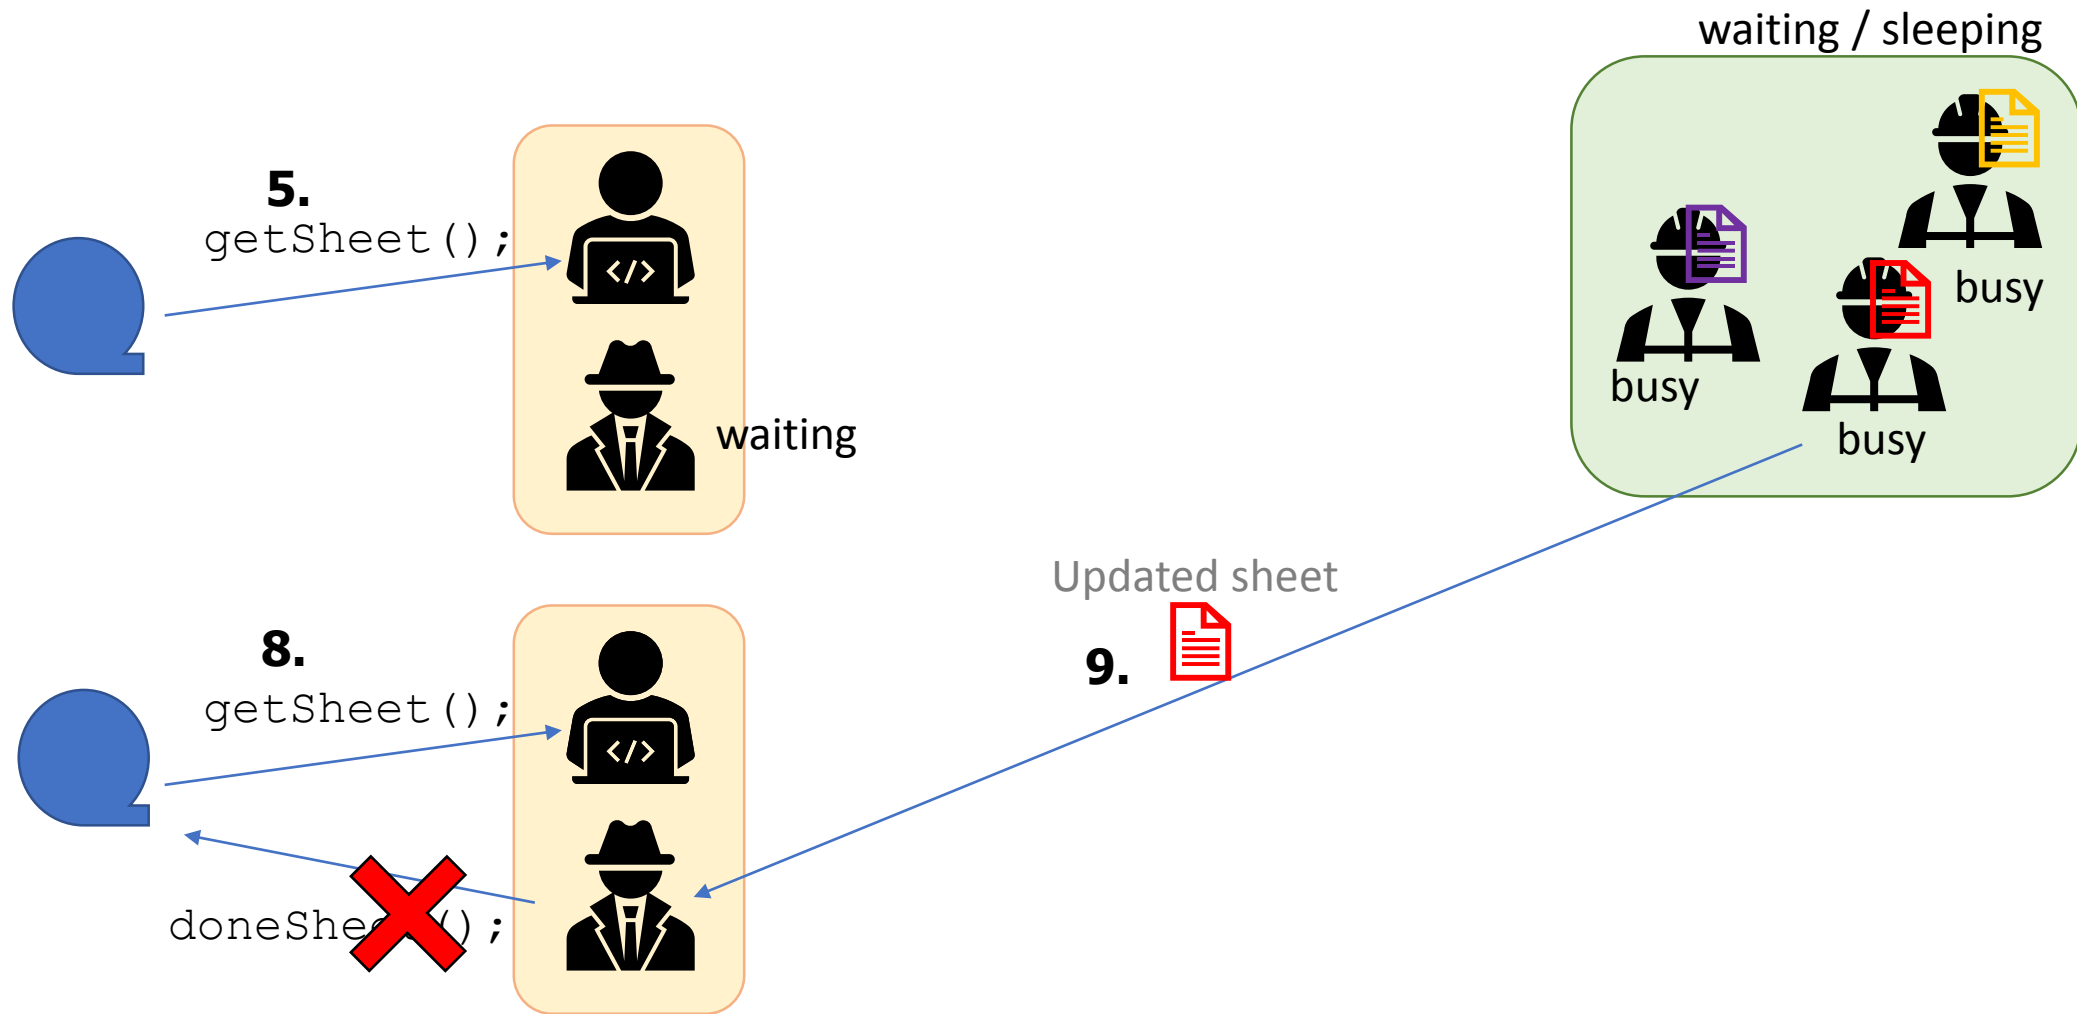 waiting / sleeping
5.
getSheet();
busy
busy
busy
waiting
Updated sheet
8.
9.
getSheet();
</>
</>